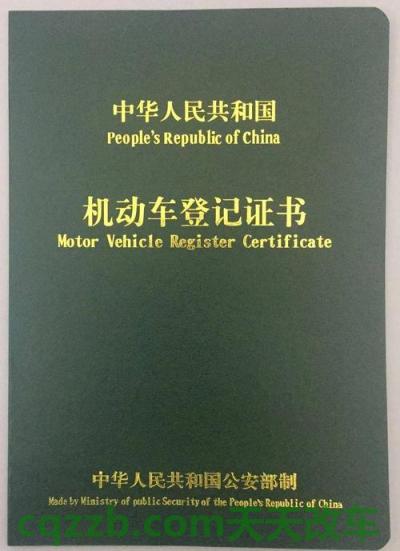 中华人民共和国
People's Republic of China
机动车登记证书
Motor Vehicle Register Certificate
中华人民共和国公安部制
Made by Ministry of public Security of the People's Republic of China
cqzzb.com天天改车